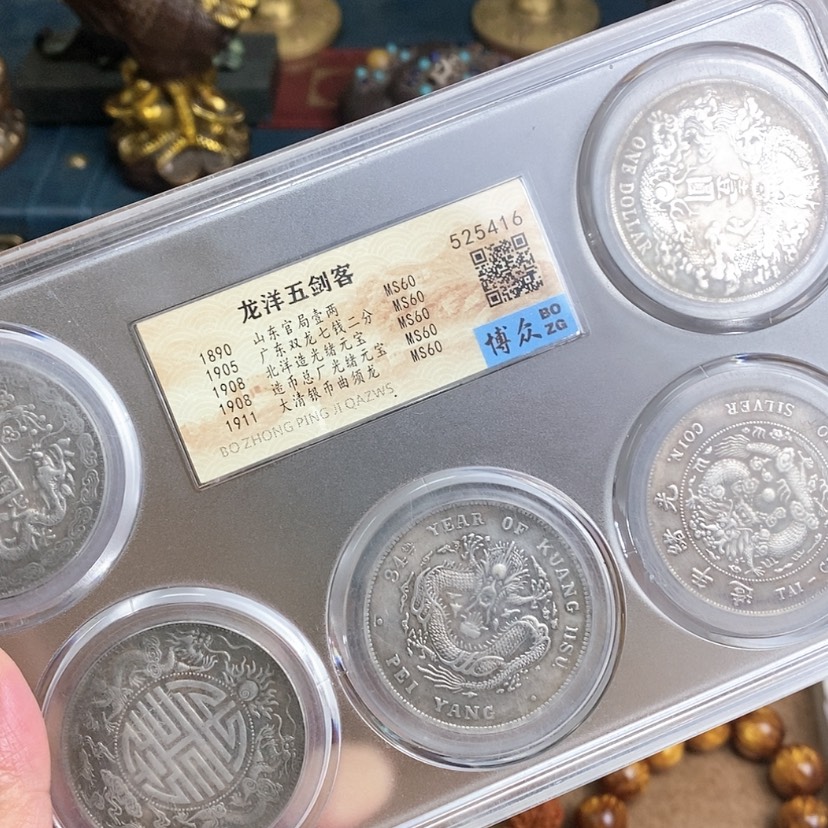 525416
龙洋五剑客
1890 山东官局壹两 MS60
1905 广东双龙七钱二分 MS60
1908 北洋造光绪元宝 MS60
1908 造币总厂光绪元宝 MS60
1911 大清银币曲须龙 MS60
博众 BO ZG
BO ZHONG PING JI QAZWS
ONE DOLLAR
壹圆
34TH YEAR OF KUANG HSU
PEI YANG
SILVER COIN